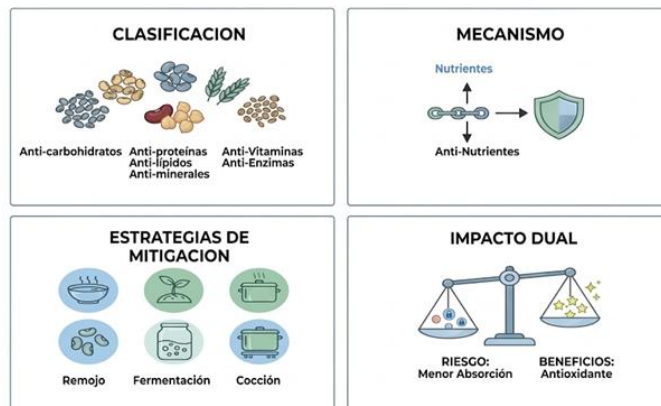 CLASIFICACION
Anti-carbohidratos
Anti-proteínas
Anti-lípidos
Anti-minerales
Anti-Vitaminas
Anti-Enzimas
MECANISMO
Nutrientes
Anti-Nutrientes
ESTRATEGIAS DE
MITIGACION
Remojo
Fermentación
Cocción
IMPACTO DUAL
RIESGO:
Menor Absorción
BENEFICIOS:
Antioxidante